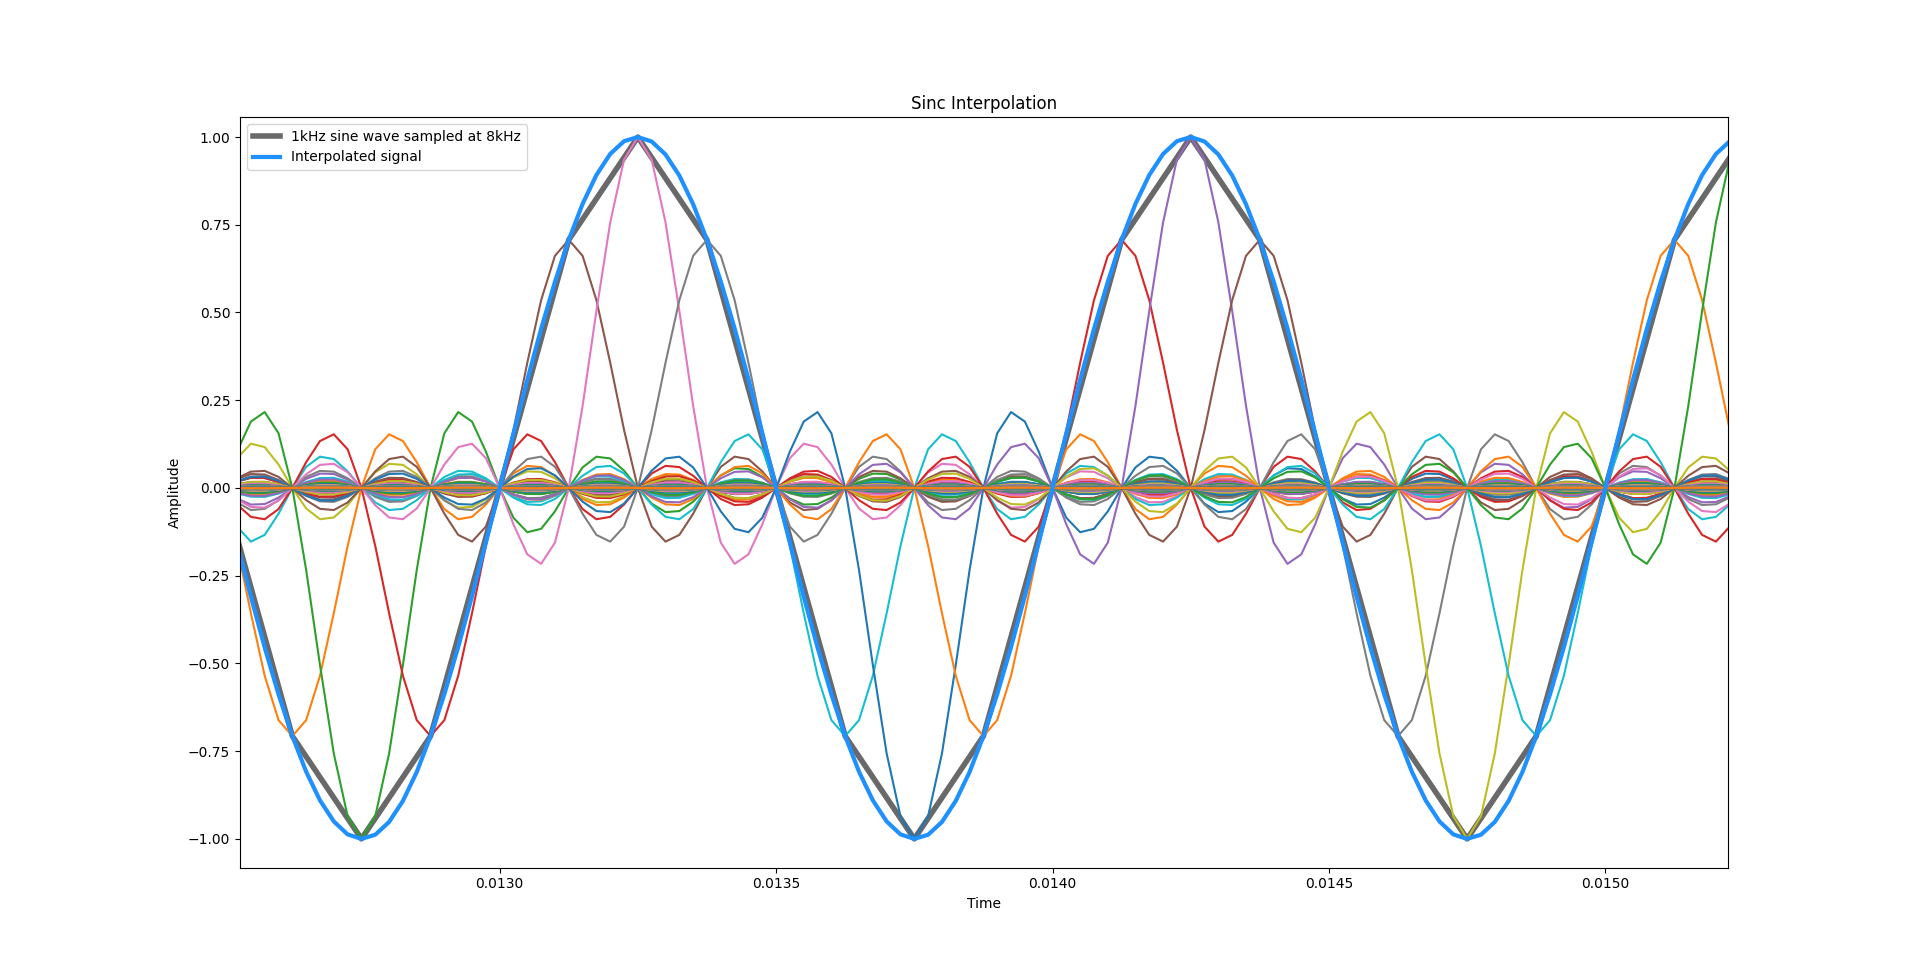 Sinc Interpolation
1kHz sine wave sampled at 8kHz
Interpolated signal
1.00
0.75
0.50
0.25
0.00
−0.25
−0.50
−0.75
−1.00
Amplitude
0.0130 0.0135 0.0140 0.0145 0.0150
Time